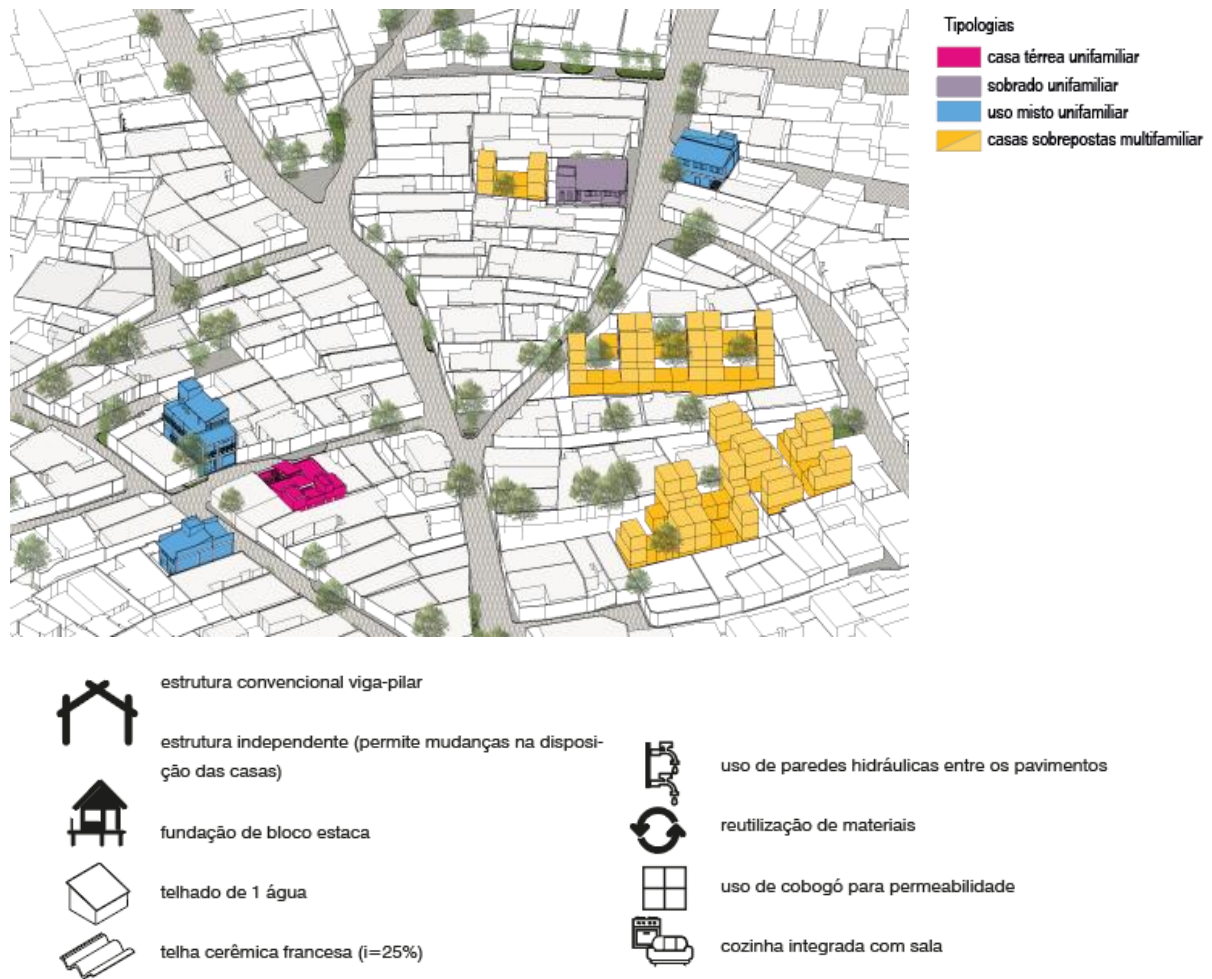 Tipologias
casa térrea unifamiliar
sobrado unifamiliar
uso misto unifamiliar
casas sobrepostas multifamiliar
estrutura convencional viga-pilar
estrutura independente (permite mudanças na disposi-
ção das casas)
fundação de bloco estaca
telhado de 1 água
telha cerêmica francesa (i=25%)
uso de paredes hidráulicas entre os pavimentos
reutilização de materiais
uso de cobogó para permeabilidade
cozinha integrada com sala